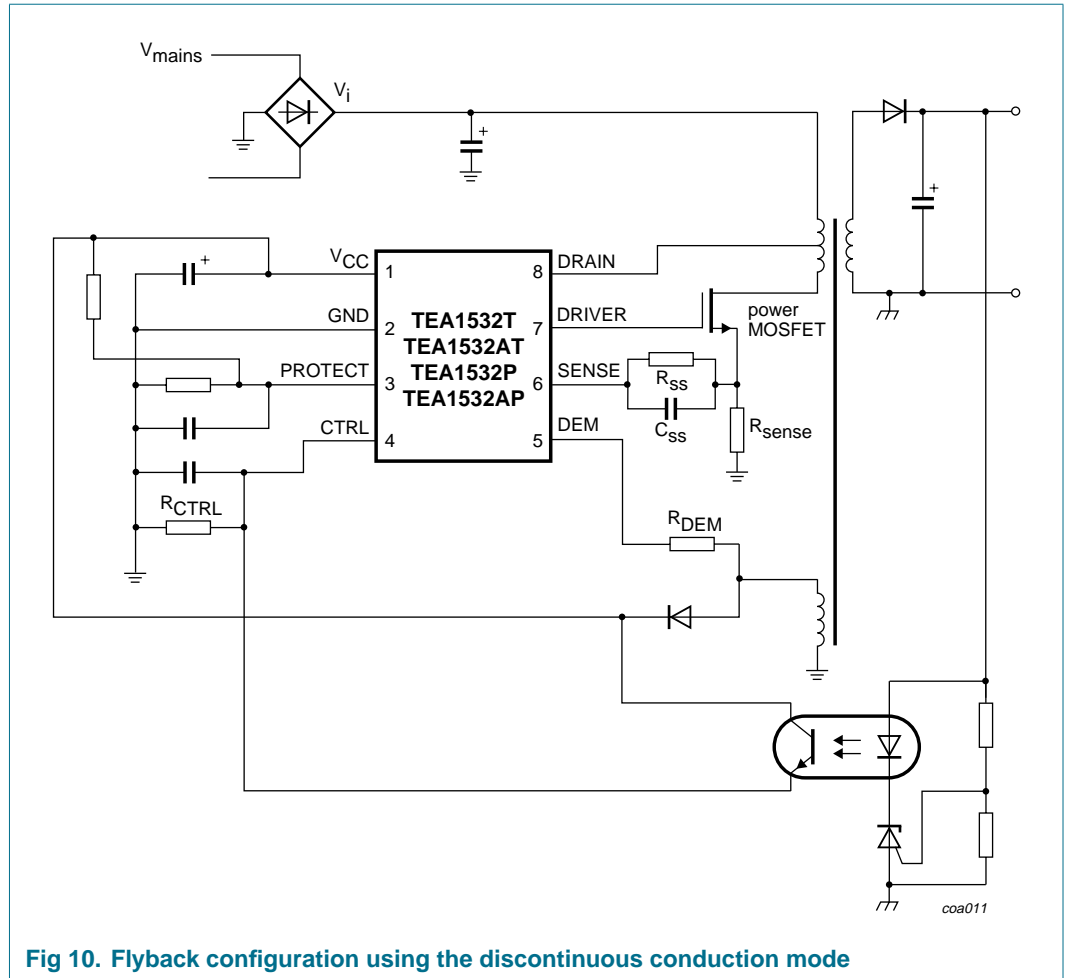 Vmains
Vi
VCC
1
8
DRAIN
GND
2
TEA1532T
TEA1532AT
TEA1532P
TEA1532AP
7
DRIVER
power
MOSFET
PROTECT
3
6
SENSE
RSS
CSS
Rsense
CTRL
4
5
DEM
RCTRL
RDEM
coa011
Fig 10. Flyback configuration using the discontinuous conduction mode